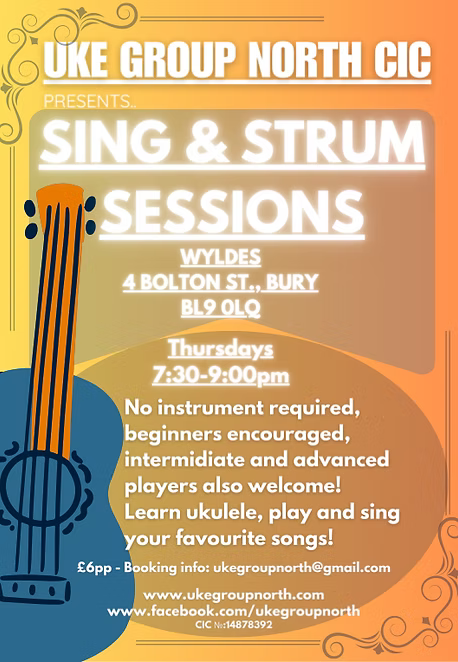 UKE GROUP NORTH CIC
PRESENTS..
SING & STRUM
SESSIONS
WYLDES
4 BOLTON ST., BURY
BL9 0LQ
Thursdays
7:30-9:00pm
No instrument required,
beginners encouraged,
intermidiate and advanced
players also welcome!
Learn ukulele, play and sing
your favourite songs!
£6pp - Booking info: ukegroupnorth@gmail.com
www.ukegroupnorth.com
www.facebook.com/ukegroupnorth
CIC №:14878392